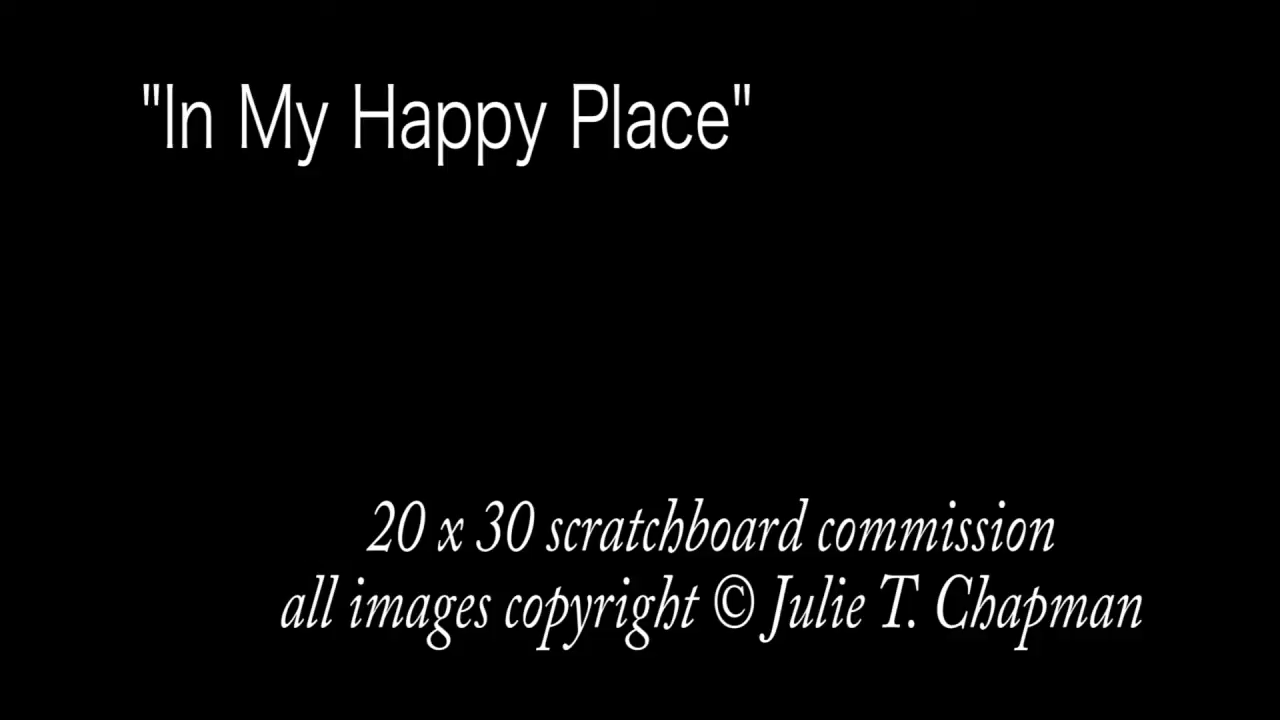 "In My Happy Place"
20 x 30 scratchboard commission
all images copyright © Julie T. Chapman